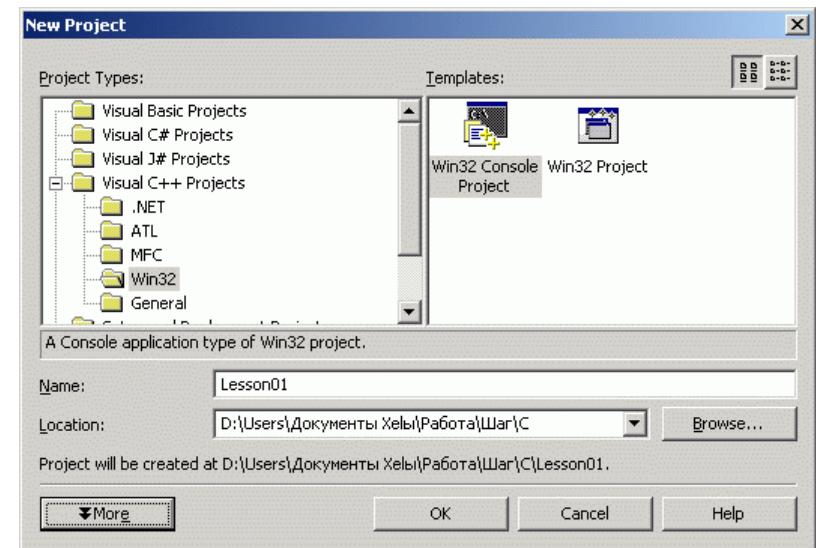 New Project
Project Types:
Templates:
Visual Basic Projects
Visual C# Projects
Visual J# Projects
Visual C++ Projects
.NET
ATL
MFC
Win32
General
Win32 Console
Project
Win32 Project
A Console application type of Win32 project.
Name:
Lesson01
Location:
D:\Users\Документы Xelы\Работа\Шаг\C
Browse...
Project will be created at D:\Users\Документы Xelы\Работа\Шаг\C\Lesson01.
More
OK
Cancel
Help